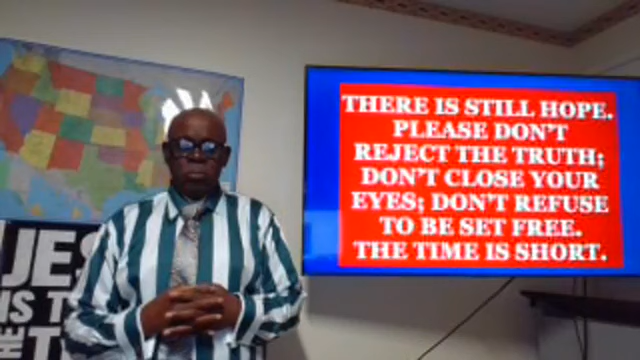 THERE IS STILL HOPE.
PLEASE DON'T
REJECT THE TRUTH;
DON'T CLOSE YOUR
EYES; DON'T REFUSE
TO BE SET FREE.
THE TIME IS SHORT.